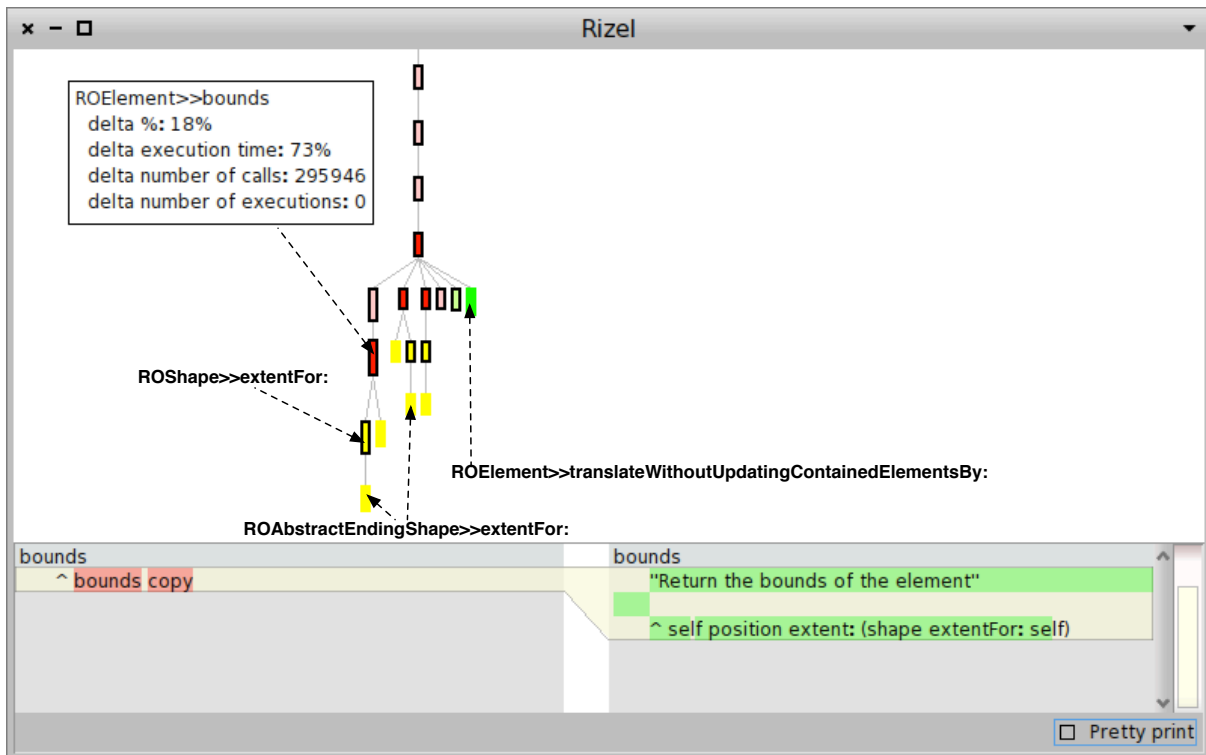 Rizel
ROElement>>bounds
delta %: 18%
delta execution time: 73%
delta number of calls: 295946
delta number of executions: 0
ROShape>>extentFor:
ROElement>>translateWithoutUpdatingContainedElementsBy:
ROAbstractEndingShape>>extentFor:
bounds
^ bounds copy
bounds
"Return the bounds of the element"
^ self position extent: (shape extentFor: self)
Pretty print